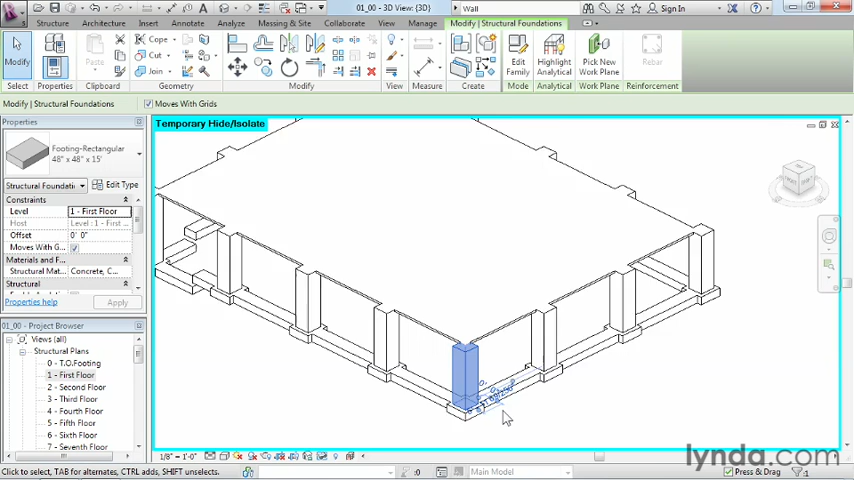 01_00 - 3D View: {3D}
Wall
Sign In
Structure
Architecture
Insert
Annotate
Analyze
Massing & Site
Collaborate
View
Manage
Modify | Structural Foundations
Modify
Properties
Paste
Cope
Cut
Join
Edit
Family
Highlight
Analytical
Pick New
Work Plane
Rebar
Select
Properties
Clipboard
Geometry
Modify
View
Measure
Create
Mode
Analytical
Work Plane
Reinforcement
Modify | Structural Foundations
Moves With Grids
Properties
Footing-Rectangular
48" x 48" x 15'
Structural Foundati
Edit Type
Constraints
Level
1 - First Floor
Host
Level : 1 - First ...
Offset
0' 0"
Moves With G...
Materials and F
Structural Mat...
Concrete, C...
Structural
Properties help
Apply
01_00 - Project Browser
Views (all)
Structural Plans
0 - T.O.Footing
1 - First Floor
2 - Second Floor
3 - Third Floor
4 - Fourth Floor
5 - Fifth Floor
6 - Sixth Floor
7 - Seventh Floor
Temporary Hide/Isolate
1/8" = 1'-0"
Click to select, TAB for alternates, CTRL adds, SHIFT unselects.
:0
Main Model
Press & Drag
:1
lynda.com